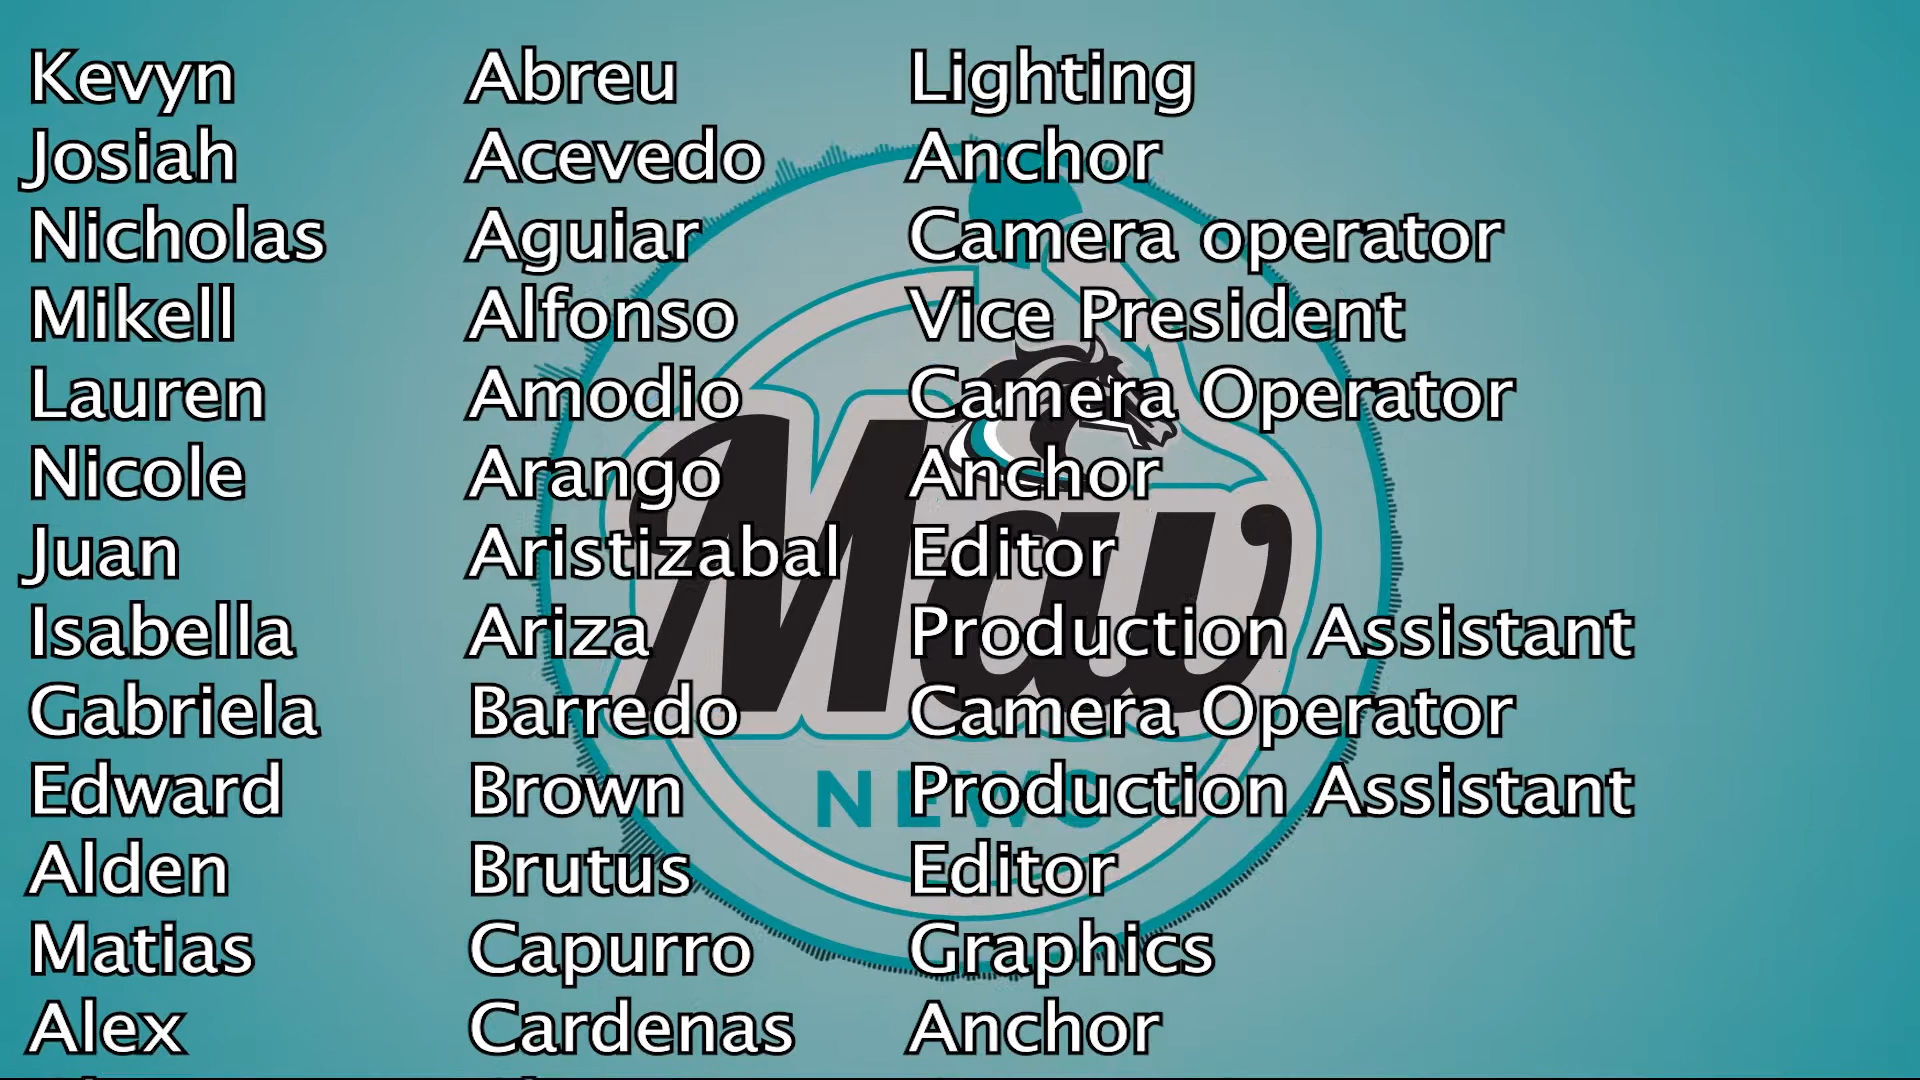 Kevyn Abreu Lighting
Josiah Acevedo Anchor
Nicholas Aguiar Camera operator
Mikell Alfonso Vice President
Lauren Amodio Camera Operator
Nicole Arango Anchor
Juan Aristizabal Editor
Isabella Ariza Production Assistant
Gabriela Barredo Camera Operator
Edward Brown Production Assistant
Alden Brutus Editor
Matias Capurro Graphics
Alex Cardenas Anchor
Mav
NEWS